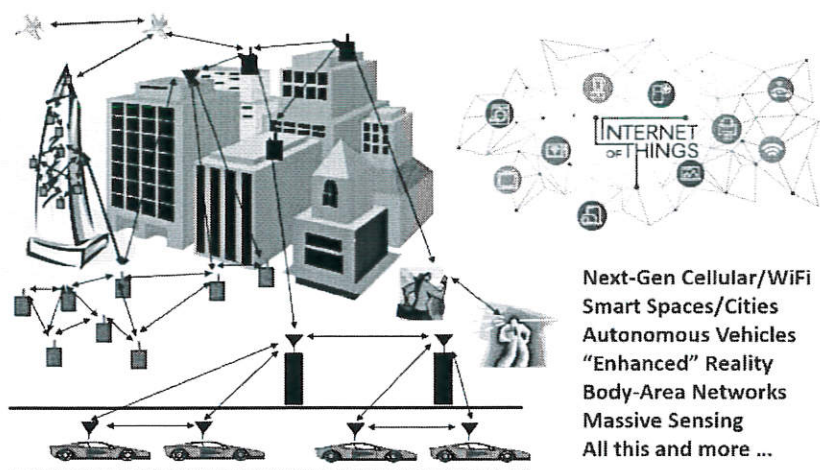 INTERNET
OF THINGS
Next-Gen Cellular/WiFi
Smart Spaces/Cities
Autonomous Vehicles
“Enhanced” Reality
Body-Area Networks
Massive Sensing
All this and more ...